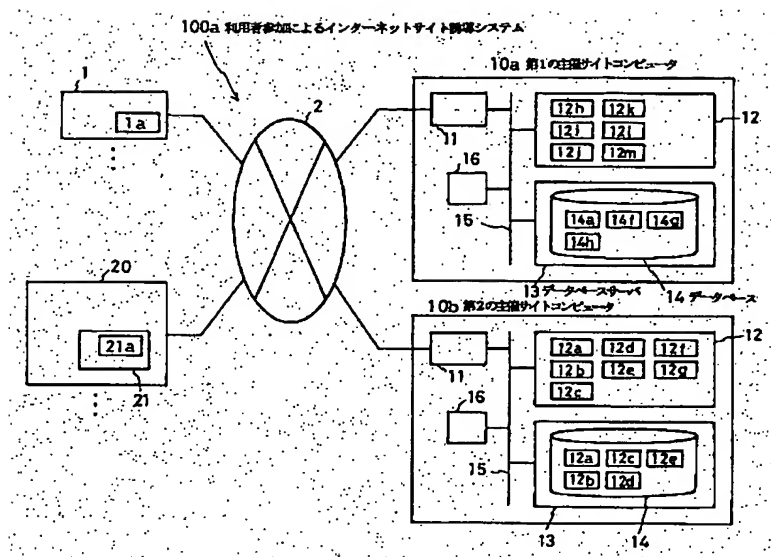 100a 利用者参加によるインターネットサイト誘導システム
1
1a
2
10a 第1の主催サイトコンピュータ
11
12h 12k
12i 12l
12j 12m
12
16
15
14a 14f 14g
14h
13 データベースサーバ
14 データベース
20
21a
21
10b 第2の主催サイトコンピュータ
11
12a 12d 12f
12b 12e 12g
12c
12
16
15
12a 12c 12e
12b 12d
13
14